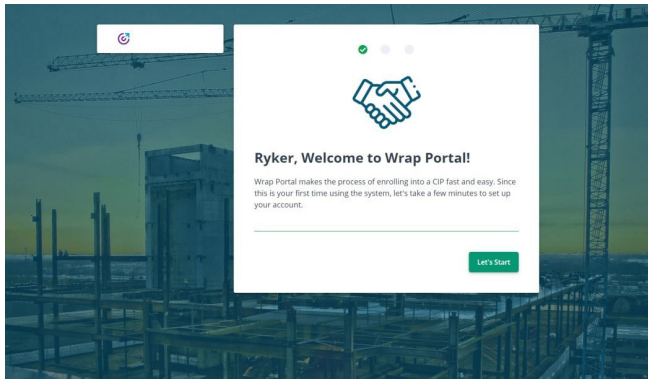 Ryker, Welcome to Wrap Portal!
Wrap Portal makes the process of enrolling into a CIP fast and easy. Since
this is your first time using the system, let's take a few minutes to set up
your account.
Let's Start